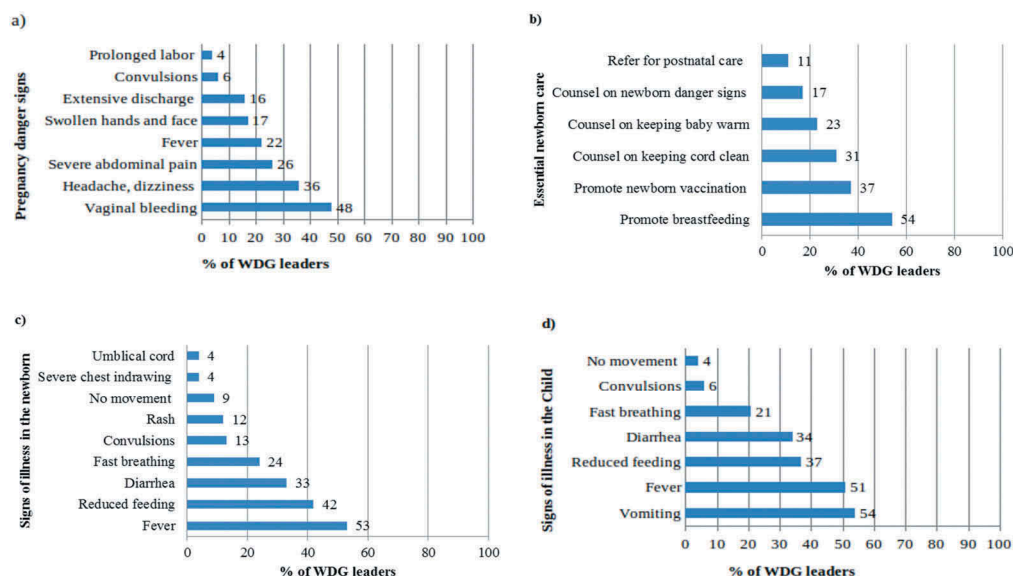 a)
Pregnancy danger signs
Prolonged labor 4
Convulsions 6
Extensive discharge 16
Swollen hands and face 17
Fever 22
Severe abdominal pain 26
Headache, dizziness 36
Vaginal bleeding 48
0 10 20 30 40 50 60 70 80 90 100
% of WDG leaders
b)
Essential newborn care
Refer for postnatal care 11
Counsel on newborn danger signs 17
Counsel on keeping baby warm 23
Counsel on keeping cord clean 31
Promote newborn vaccination 37
Promote breastfeeding 54
0 20 40 60 80 100
% of WDG leaders
c)
Signs of illness in the newborn
Umblical cord 4
Severe chest indrawing 4
No movement 9
Rash 12
Convulsions 13
Fast breathing 24
Diarrhea 33
Reduced feeding 42
Fever 53
0 20 40 60 80 100
% of WDG leaders
d)
Signs of illness in the Child
No movement 4
Convulsions 6
Fast breathing 21
Diarrhea 34
Reduced feeding 37
Fever 51
Vomiting 54
0 10 20 30 40 50 60 70 80 90 100
% of WDG leaders